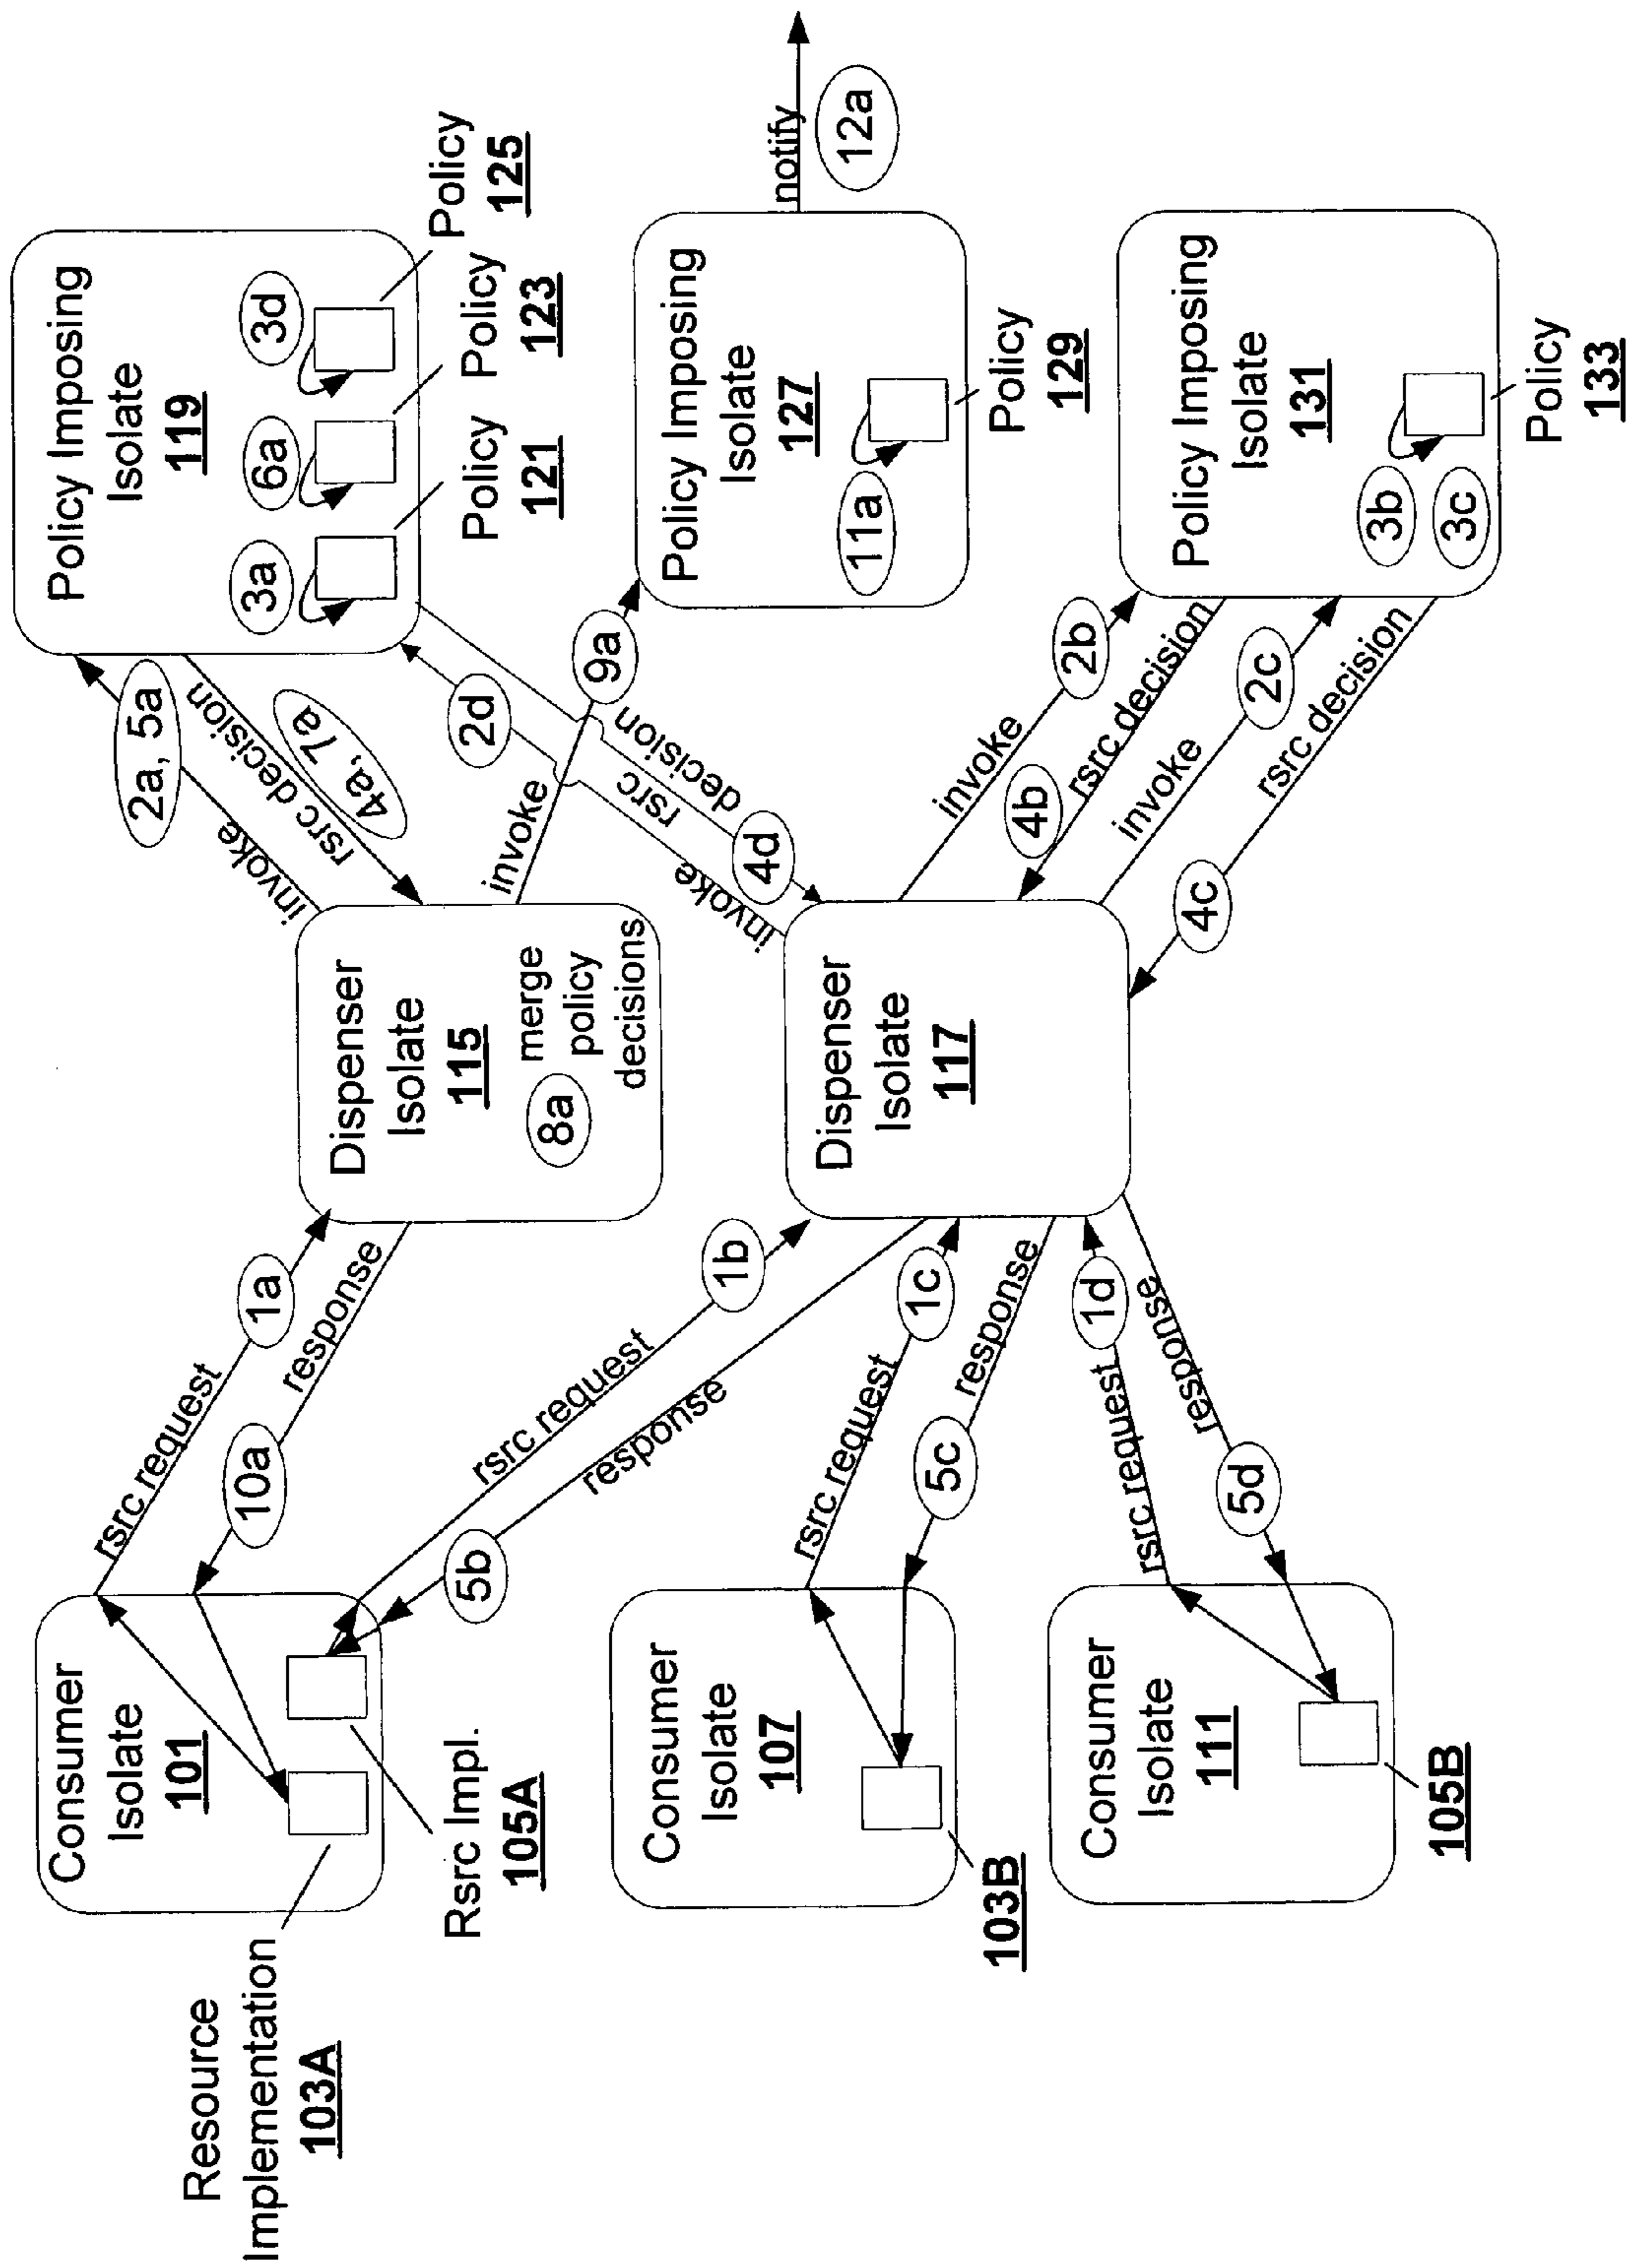 Resource
Implementation
103A
Consumer
Isolate
101
Rsrc Impl.
105A
Consumer
Isolate
107
103B
Consumer
Isolate
111
105B
rsrc request
1a
response
10a
rsrc request
1b
response
5b
rsrc request
1c
response
5c
rsrc request
1d
response
5d
Dispenser
Isolate
115
8a
merge
policy
decisions
Dispenser
Isolate
117
invoke
2a, 5a
rsrc decision
4a, 7a
invoke
9a
invoke
2d
rsrc
decision
4d
invoke
2b
rsrc decision
4b
invoke
2c
rsrc decision
4c
Policy Imposing
Isolate
119
3a
6a
3d
Policy
121
Policy
123
Policy
125
Policy Imposing
Isolate
127
11a
Policy
129
notify
12a
Policy Imposing
Isolate
131
3b
3c
Policy
133